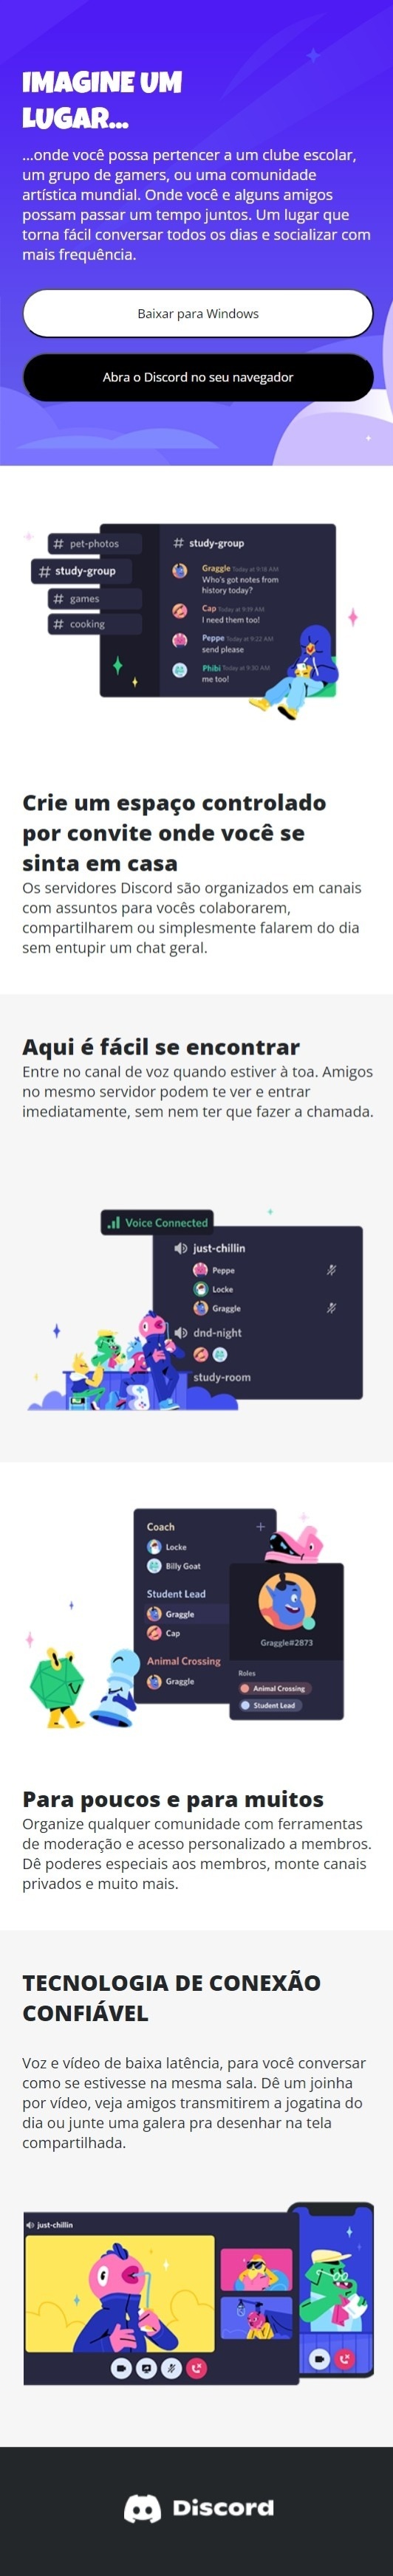 IMAGINE UM
LUGAR...
...onde você possa pertencer a um clube escolar,
um grupo de gamers, ou uma comunidade
artística mundial. Onde você e alguns amigos
possam passar um tempo juntos. Um lugar que
torna fácil conversar todos os dias e socializar com
mais frequência.
Baixar para Windows
Abra o Discord no seu navegador
# pet-photos
# study-group
# games
# cooking
# study-group
Graggle Today at 9:18 AM
Who's got notes from
history today?
Cap Today at 9:19 AM
I need them too!
Peppe Today at 9:22 AM
send please
Phibi Today at 9:30 AM
me too!
Crie um espaço controlado
por convite onde você se
sinta em casa
Os servidores Discord são organizados em canais
com assuntos para vocês colaborarem,
compartilharem ou simplesmente falarem do dia
sem entupir um chat geral.
Aqui é fácil se encontrar
Entre no canal de voz quando estiver à toa. Amigos
no mesmo servidor podem te ver e entrar
imediatamente, sem nem ter que fazer a chamada.
Voice Connected
just-chillin
Peppe
Locke
Graggle
dnd-night
study-room
Coach
Locke
Billy Goat
Student Lead
Graggle
Cap
Animal Crossing
Graggle
Graggle#2873
Roles
Animal Crossing
Student Lead
Para poucos e para muitos
Organize qualquer comunidade com ferramentas
de moderação e acesso personalizado a membros.
Dê poderes especiais aos membros, monte canais
privados e muito mais.
TECNOLOGIA DE CONEXÃO
CONFIÁVEL
Voz e vídeo de baixa latência, para você conversar
como se estivesse na mesma sala. Dê um joinha
por vídeo, veja amigos transmitirem a jogatina do
dia ou junte uma galera pra desenhar na tela
compartilhada.
just-chillin
Discord